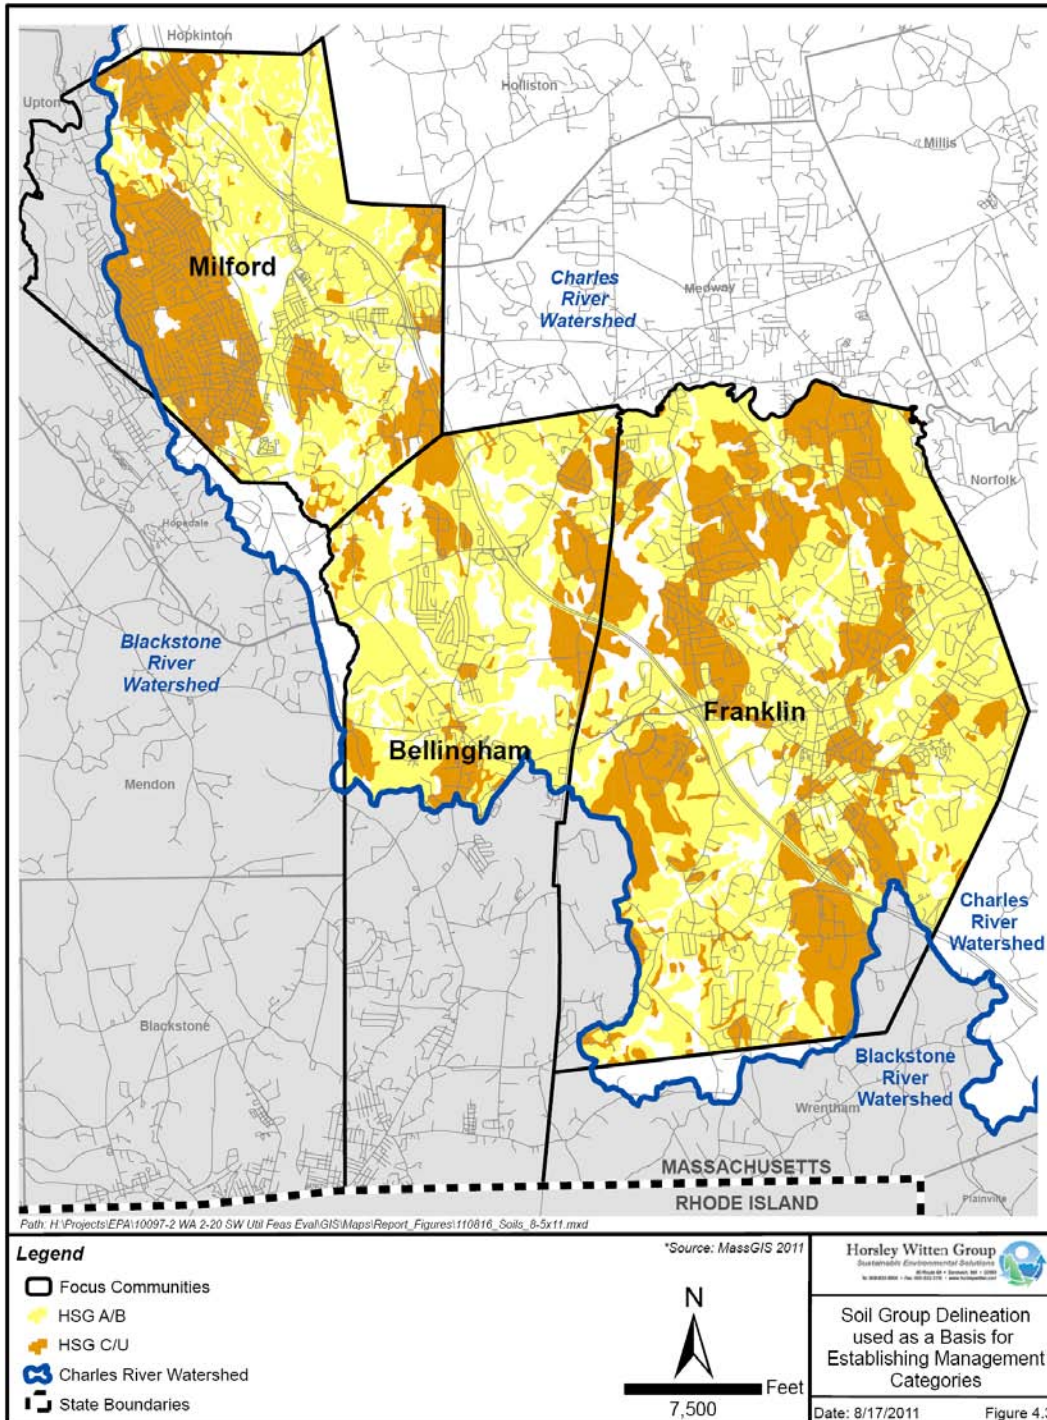 Hopkinton
Upton
Holliston
Millis
Milford
Charles
River
Watershed
Medway
Norfolk
Hopedale
Blackstone
River
Watershed
Franklin
Bellingham
Mendon
Charles
River
Watershed
Blackstone
Blackstone
River
Watershed
Wrentham
MASSACHUSETTS
RHODE ISLAND
Plainville
Path: H:\Projects\EPA\10097-2 WA 2-20 SW Util Feas Eval\GIS\Maps\Report_Figures\110816_Soils_8-5x11.mxd
Legend
Focus Communities
HSG A/B
HSG C/U
Charles River Watershed
State Boundaries
*Source: MassGIS 2011
N
Feet
7,500
Horsley Witten Group
Sustainable Environmental Solutions
Soil Group Delineation
used as a Basis for
Establishing Management
Categories
Date: 8/17/2011
Figure 4.